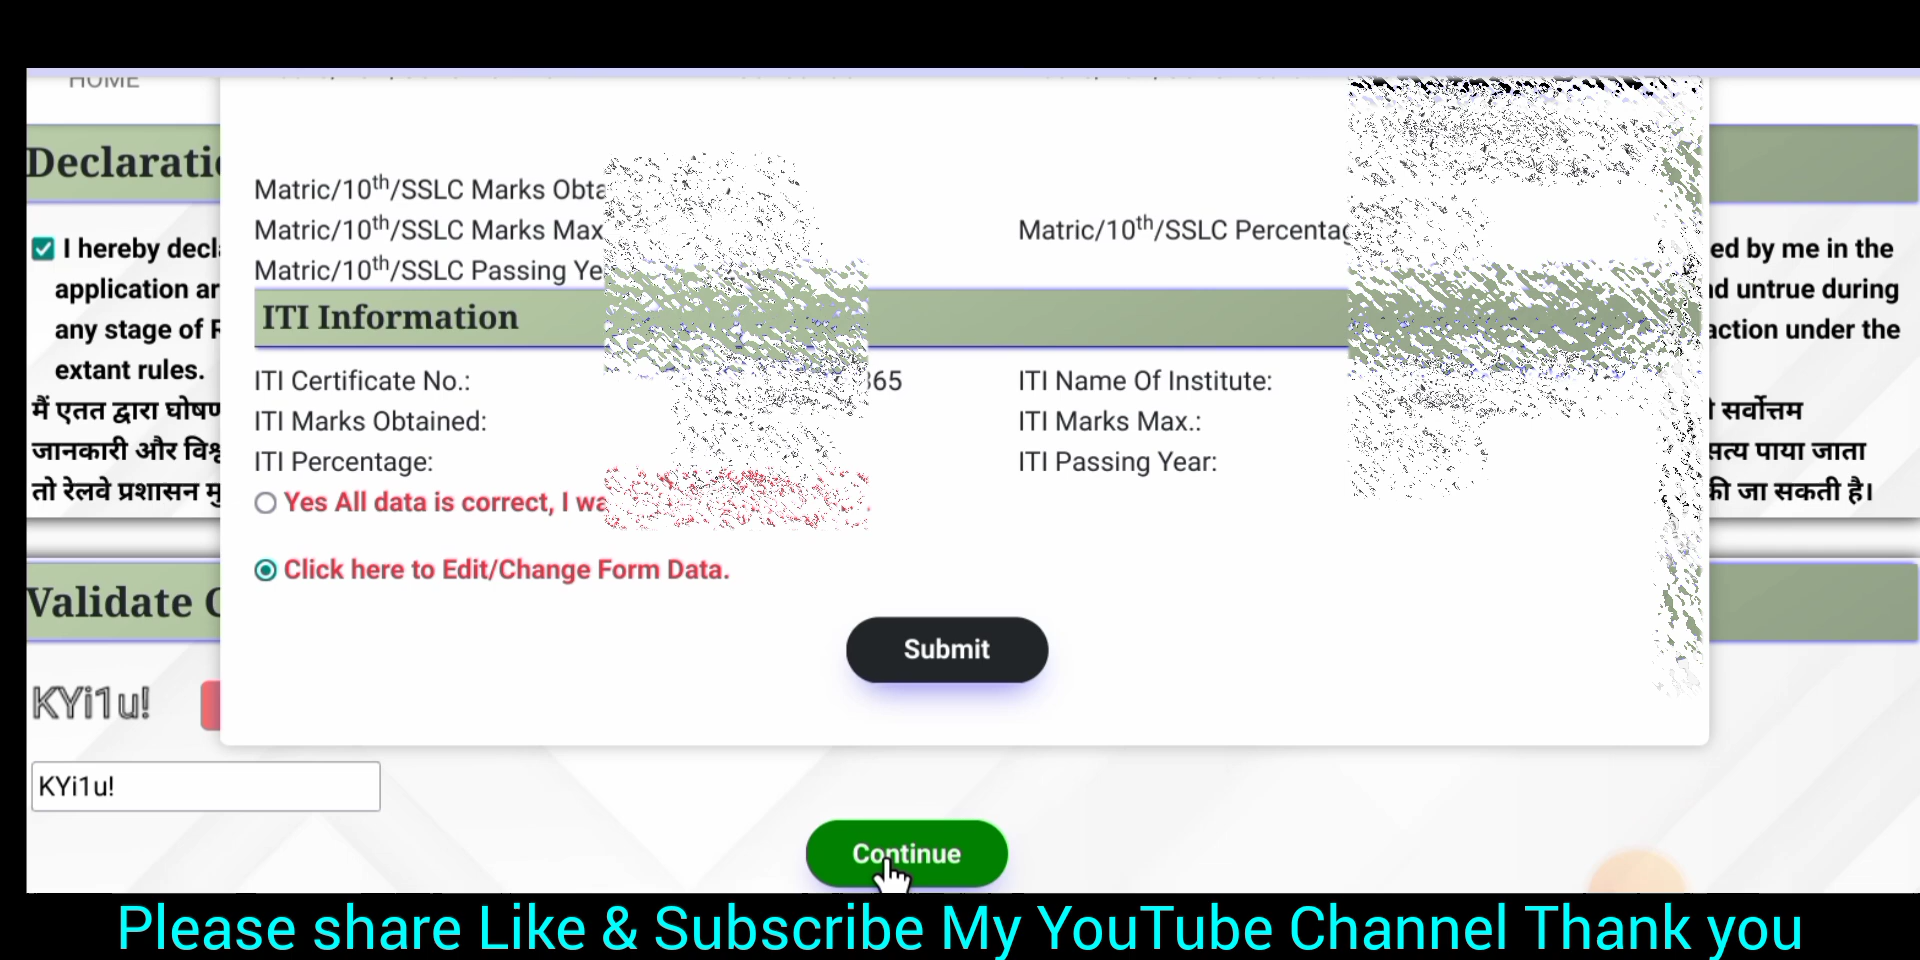 HOME
Declaratio
Matric/10th/SSLC Marks Obta
Matric/10th/SSLC Marks Max
Matric/10th/SSLC Percentag
Matric/10th/SSLC Passing Ye
I hereby decl
ed by me in the
application ar
nd untrue during
any stage of R
action under the
extant rules.
मैं एतत द्वारा घोषण
सर्वोत्तम
जानकारी और विश्व
सत्य पाया जाता
तो रेलवे प्रशासन मु
की जा सकती है।
ITI Information
ITI Certificate No.:
365
ITI Name Of Institute:
ITI Marks Obtained:
ITI Marks Max.:
ITI Percentage:
ITI Passing Year:
Yes All data is correct, I wa
Click here to Edit/Change Form Data.
Submit
Validate C
KYi1u!
KYi1u!
Continue
Please share Like & Subscribe My YouTube Channel Thank you